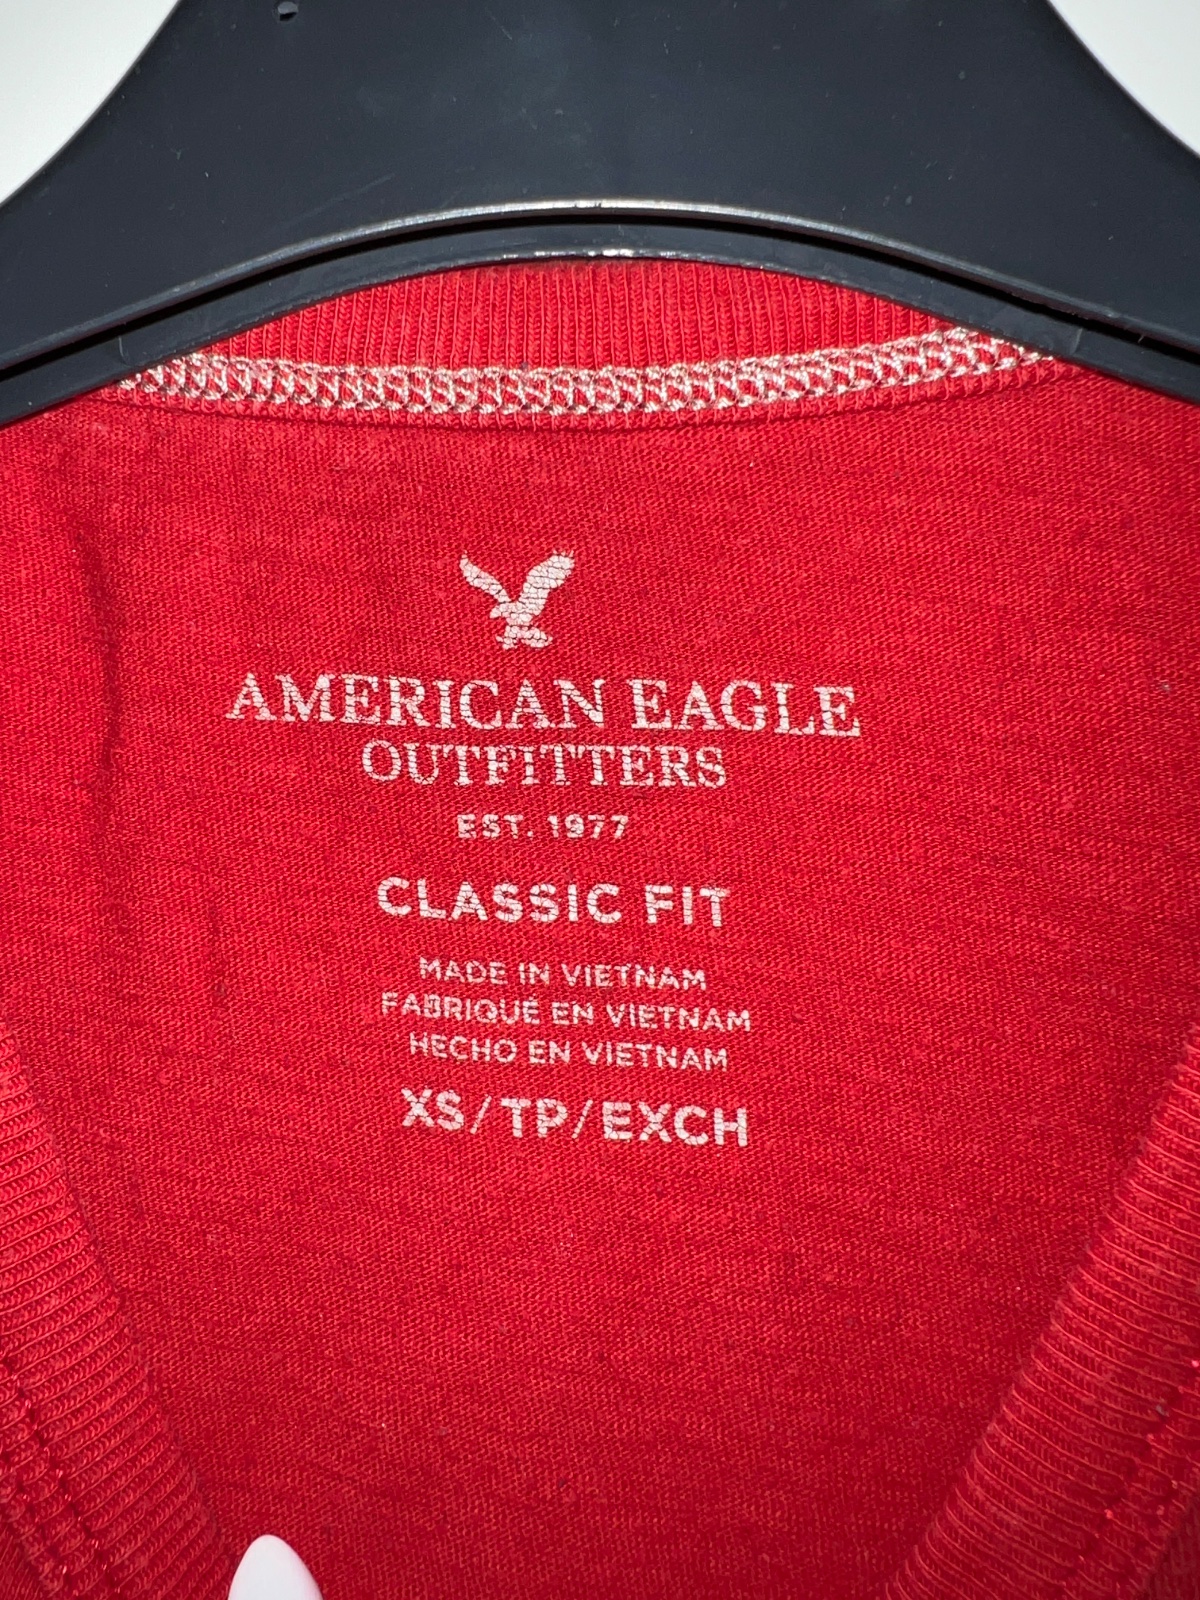 AMERICAN EAGLE
OUTFITTERS
EST. 1977
CLASSIC FIT
MADE IN VIETNAM
FABRIQUÉ EN VIETNAM
HECHO EN VIETNAM
XS/TP/EXCH